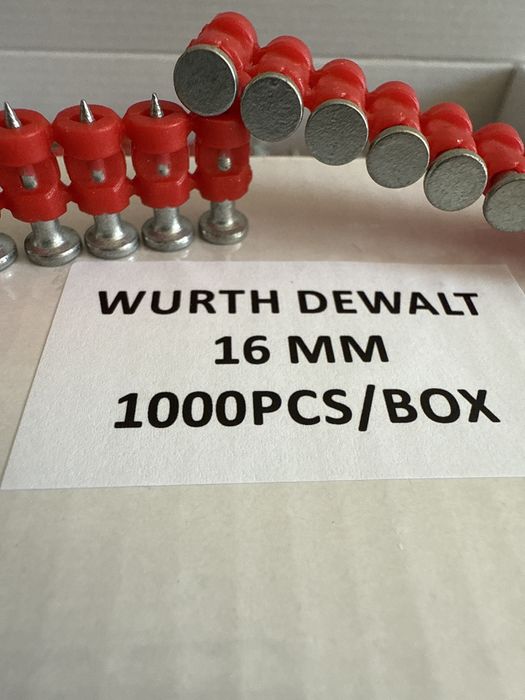 WURTH DEWALT
16 MM
1000PCS/BOX